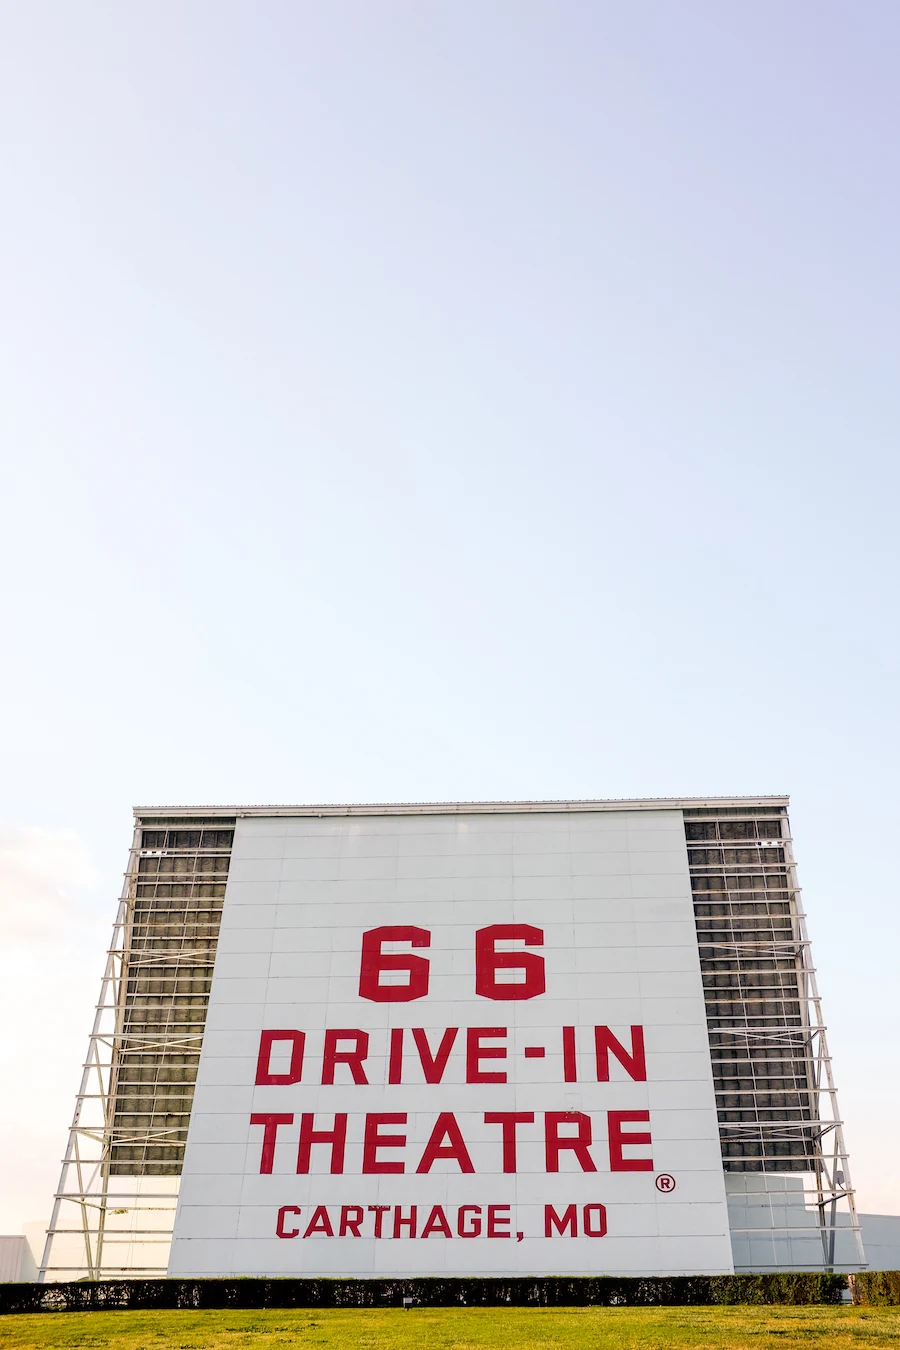 66
DRIVE-IN
THEATRE®
CARTHAGE, MO